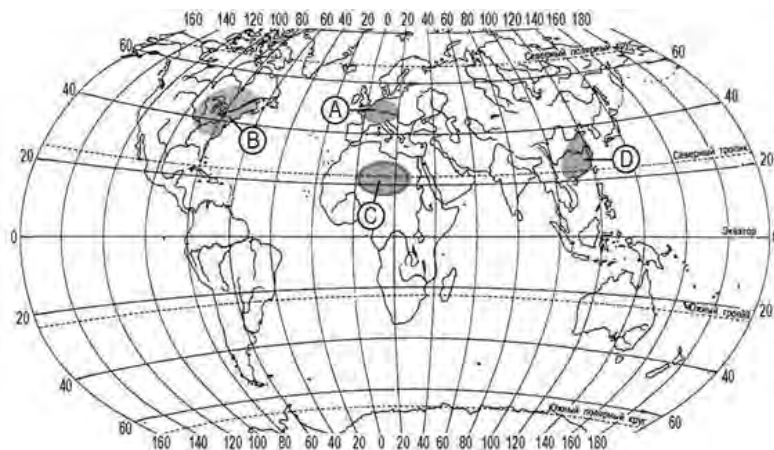 160 140 120 100 80 60 40 20 0 20 40 60 80 100 120 140 160 180
60 Северный полярный круг 60
40 40
A
B
D
20 Северный тропик 20
C
0 Экватор 0
20 Южный тропик 20
40 40
60 Южный полярный круг 60
160 140 120 100 80 60 40 20 0 20 40 60 80 100 120 140 160 180